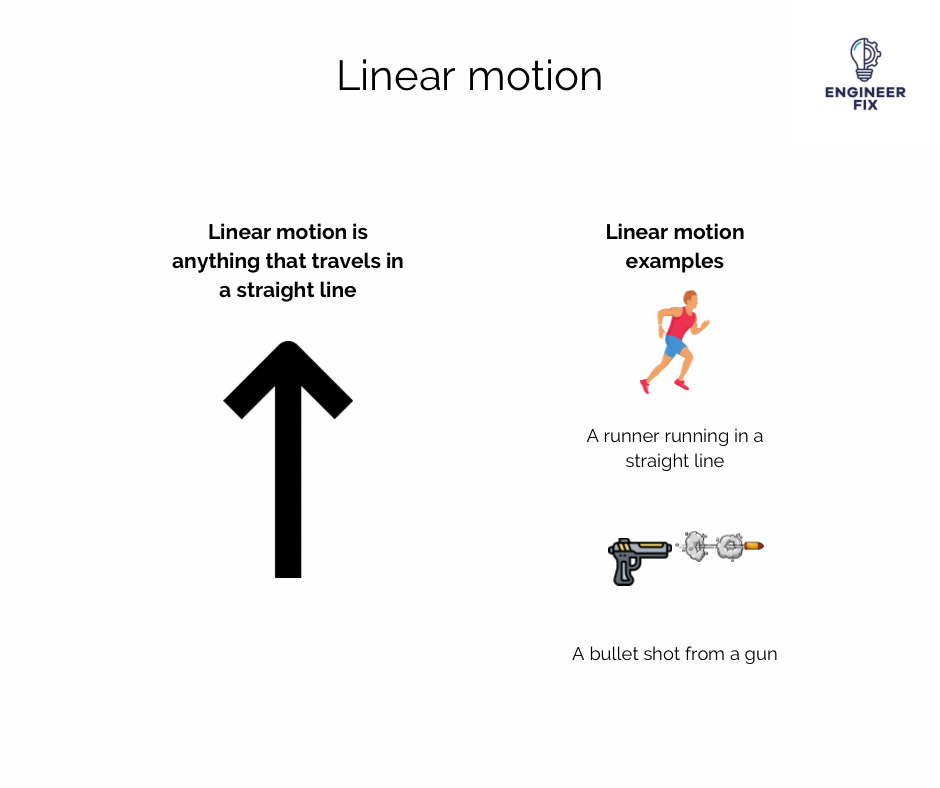 Linear motion
ENGINEER
FIX
Linear motion is
anything that travels in
a straight line
Linear motion
examples
A runner running in a
straight line
A bullet shot from a gun